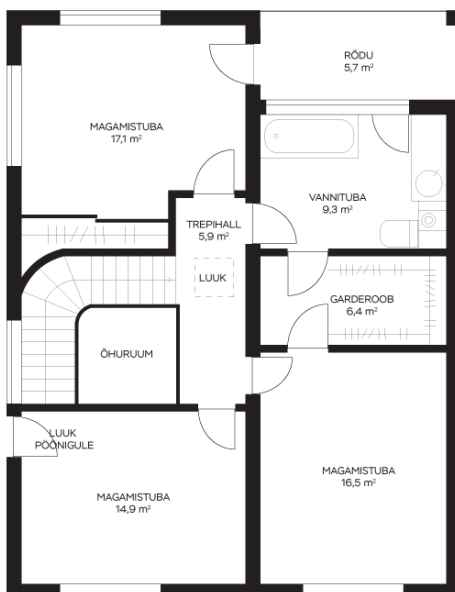 RÕDU
5,7 m²
MAGAMISTUBA
17,1 m²
VANNITUBA
9,3 m²
TREPIHALL
5,9 m²
LUUK
GARDEROOB
6,4 m²
ÕHURUUM
LUUK
PÖÖNIGULE
MAGAMISTUBA
14,9 m²
MAGAMISTUBA
16,5 m²